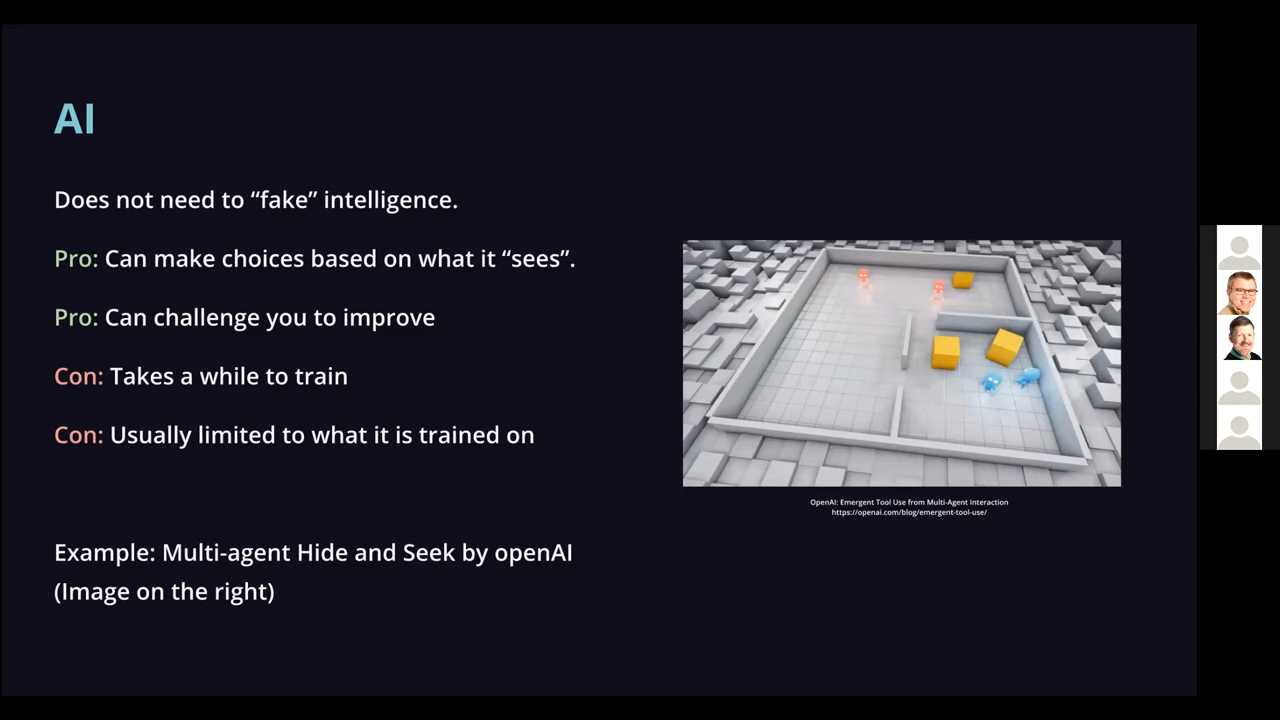 AI
Does not need to “fake” intelligence.
Pro: Can make choices based on what it “sees”.
Pro: Can challenge you to improve
Con: Takes a while to train
Con: Usually limited to what it is trained on
Example: Multi-agent Hide and Seek by openAI
(Image on the right)
OpenAI: Emergent Tool Use from Multi-Agent Interaction
https://openai.com/blog/emergent-tool-use/